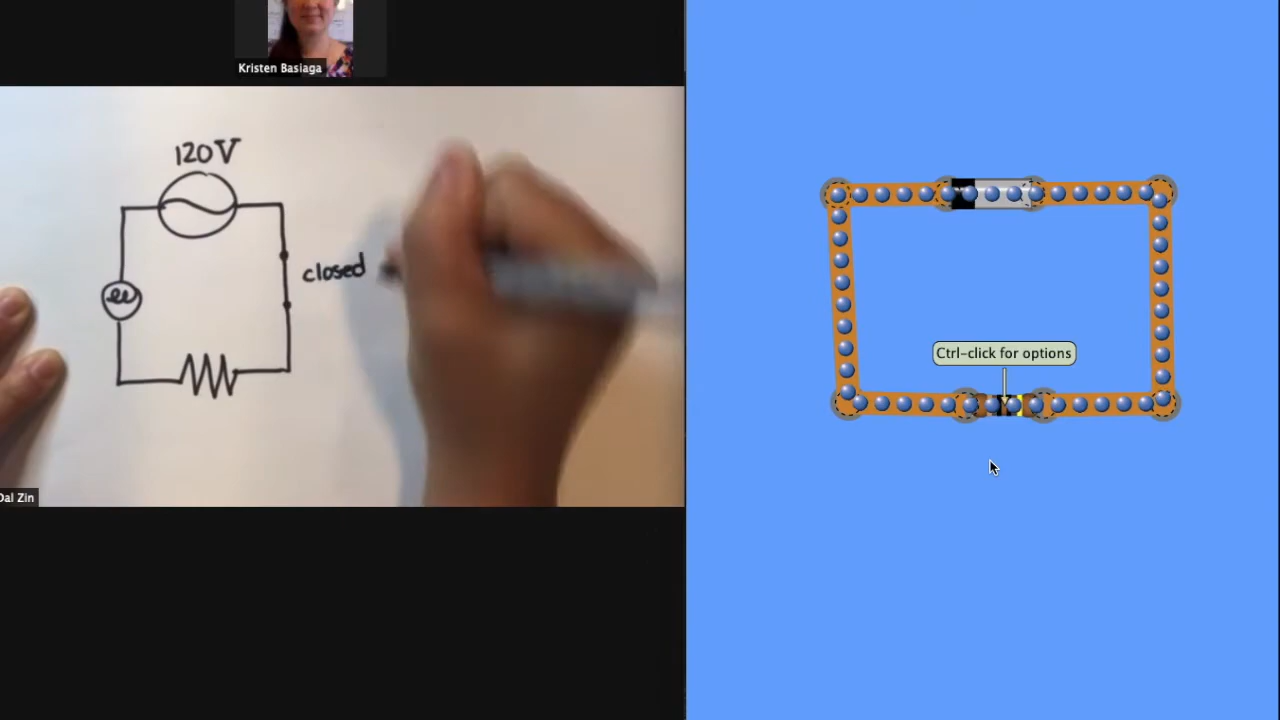 Kristen Basiaga
120V
closed
Ctrl-click for options
Dal Zin